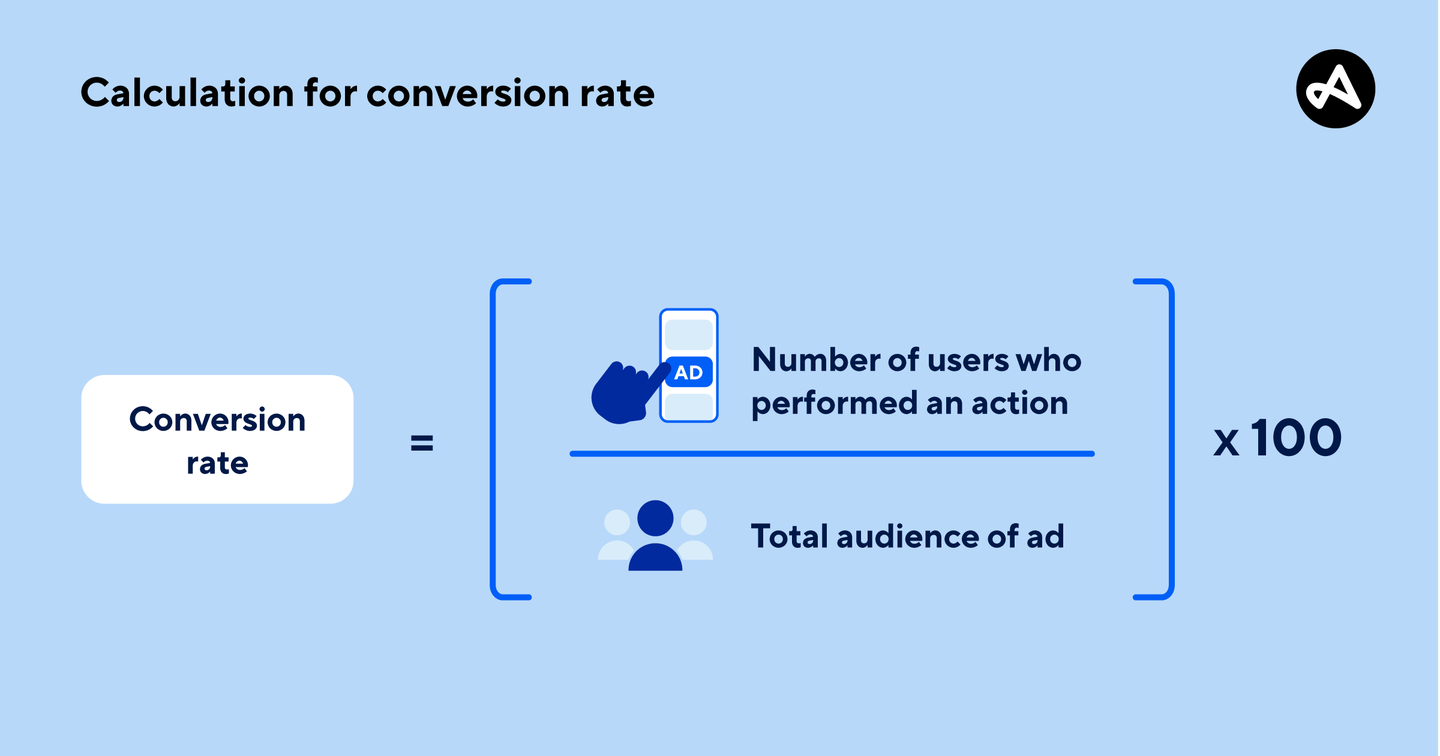 Calculation for conversion rate
Conversion
rate
=
AD
Number of users who
performed an action
Total audience of ad
x 100